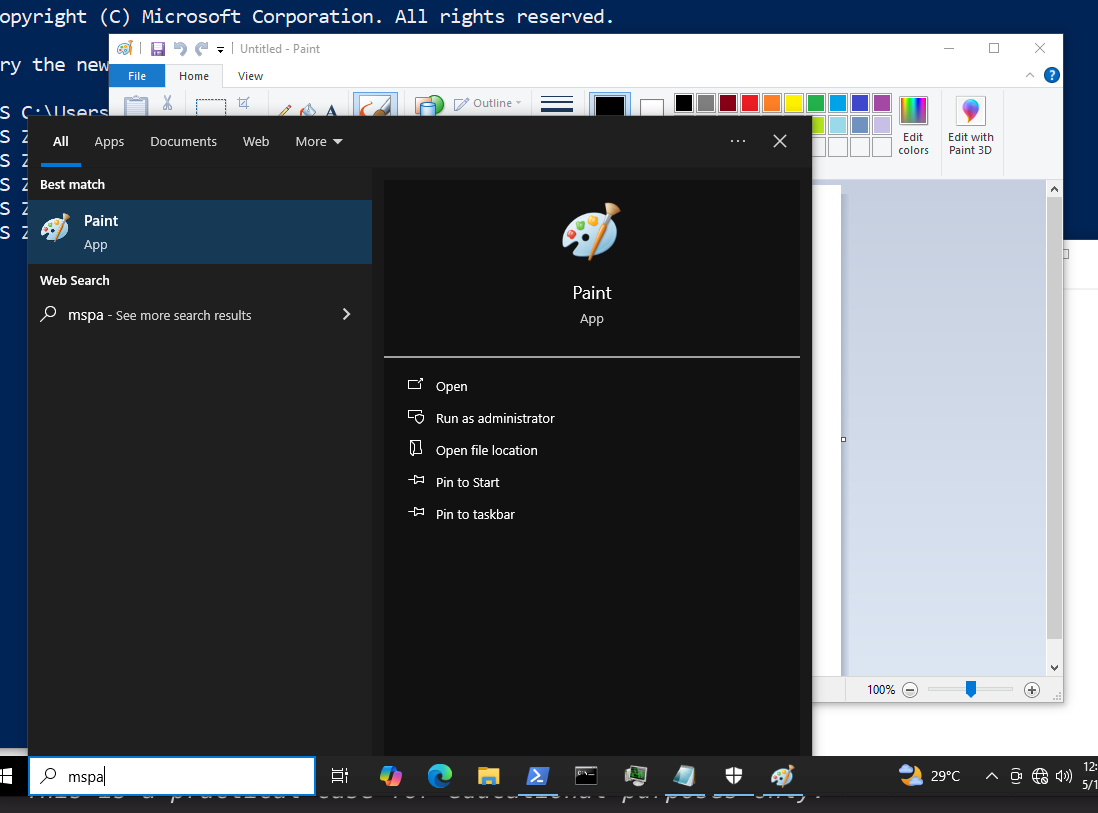 opyright (C) Microsoft Corporation. All rights reserved.
Untitled - Paint
ry the new
File
Home
View
S C:\Users
Outline
Edit colors
Edit with Paint 3D
S Z
S Z
S Z
S Z
S Z
All
Apps
Documents
Web
More
Best match
Paint
App
Web Search
mspa - See more search results
Paint
App
Open
Run as administrator
Open file location
Pin to Start
Pin to taskbar
100%
mspa
29°C
12:
5/1
This is a practical case for educational purposes only.